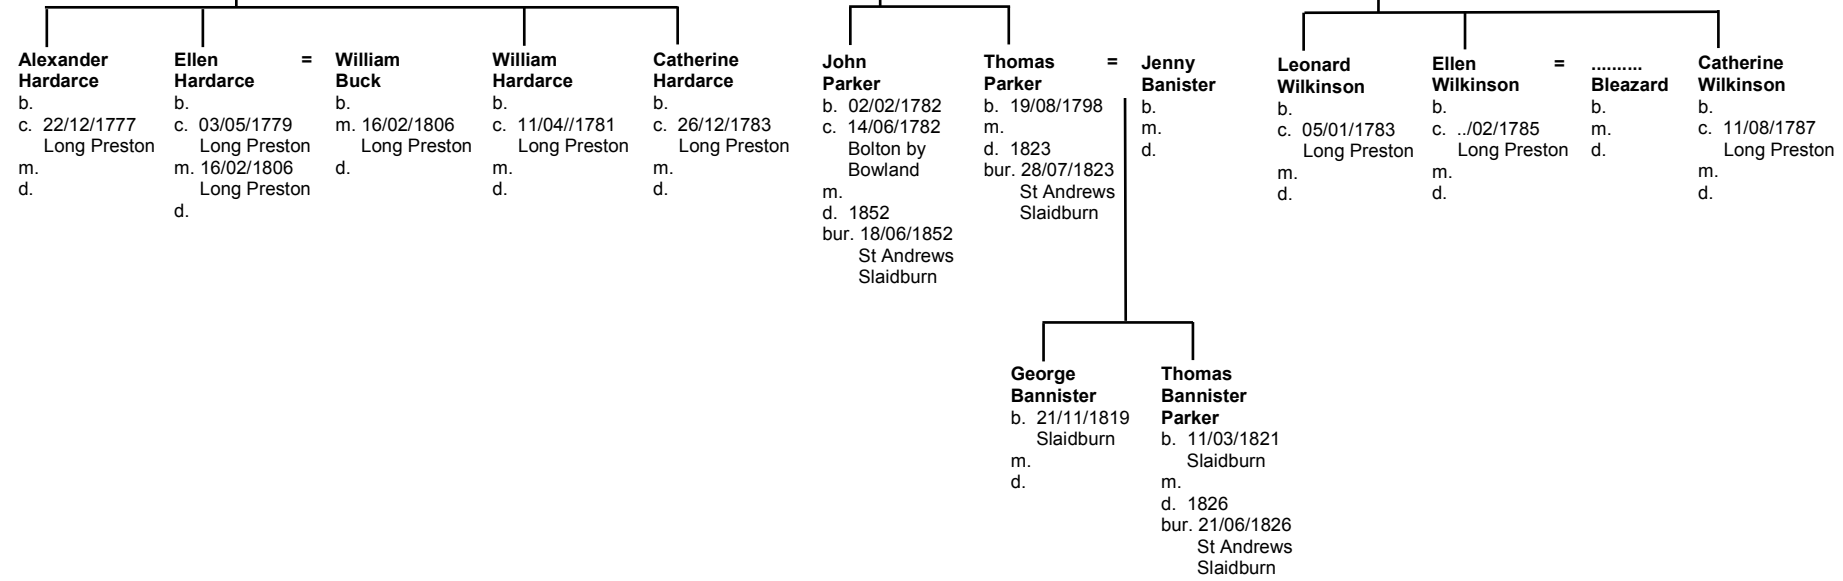 Alexander
Hardarce
b.
c. 22/12/1777
Long Preston
m.
d.
Ellen =
Hardarce
b.
c. 03/05/1779
Long Preston
m. 16/02/1806
Long Preston
d.
William
Buck
b.
m. 16/02/1806
Long Preston
d.
William
Hardarce
b.
c. 11/04//1781
Long Preston
m.
d.
Catherine
Hardarce
b.
c. 26/12/1783
Long Preston
m.
d.
John
Parker
b. 02/02/1782
c. 14/06/1782
Bolton by
Bowland
m.
d. 1852
bur. 18/06/1852
St Andrews
Slaidburn
Thomas =
Parker
b. 19/08/1798
m.
d. 1823
bur. 28/07/1823
St Andrews
Slaidburn
Jenny
Banister
b.
m.
d.
Leonard
Wilkinson
b.
c. 05/01/1783
Long Preston
m.
d.
Ellen =
Wilkinson
b.
c. ../02/1785
Long Preston
m.
d.
..........
Bleazard
b.
m.
d.
Catherine
Wilkinson
b.
c. 11/08/1787
Long Preston
m.
d.
George
Bannister
b. 21/11/1819
Slaidburn
m.
d.
Thomas
Bannister
Parker
b. 11/03/1821
Slaidburn
m.
d. 1826
bur. 21/06/1826
St Andrews
Slaidburn